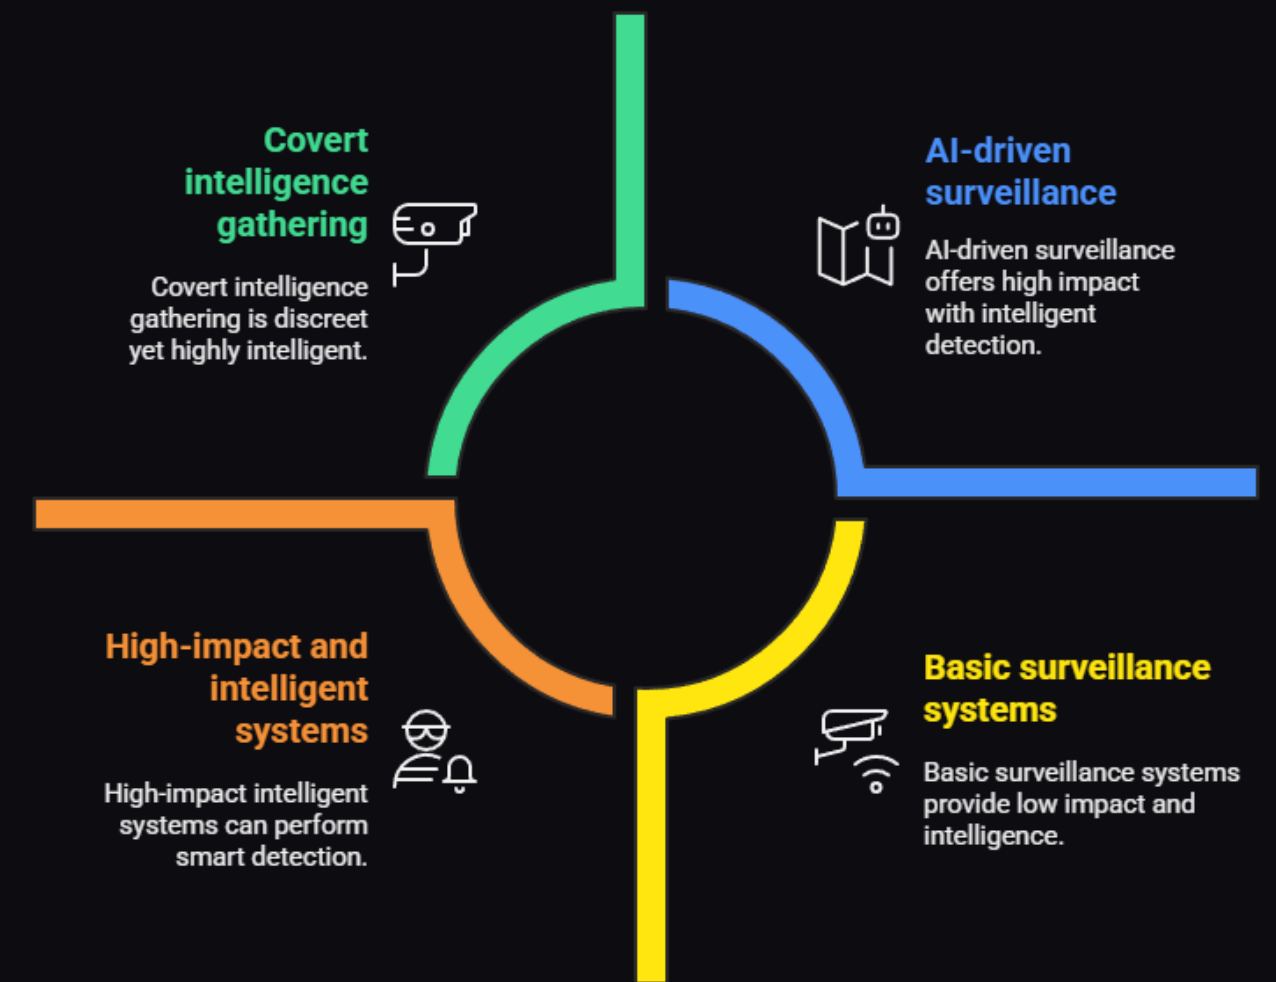 Covert
intelligence
gathering
Covert intelligence
gathering is discreet
yet highly intelligent.
AI-driven
surveillance
AI-driven surveillance
offers high impact
with intelligent
detection.
High-impact and
intelligent
systems
High-impact intelligent
systems can perform
smart detection.
Basic surveillance
systems
Basic surveillance systems
provide low impact and
intelligence.